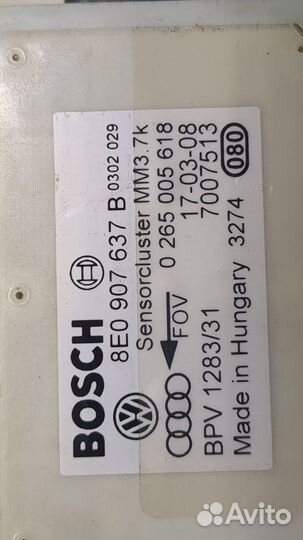 BOSCH
8E0 907 637 B 0302 029
Sensorcluster MM3.7k
FOV 0 265 005 618
17-03-08
BPV 1283/31 7007513
Made in Hungary 3274 080
Avito